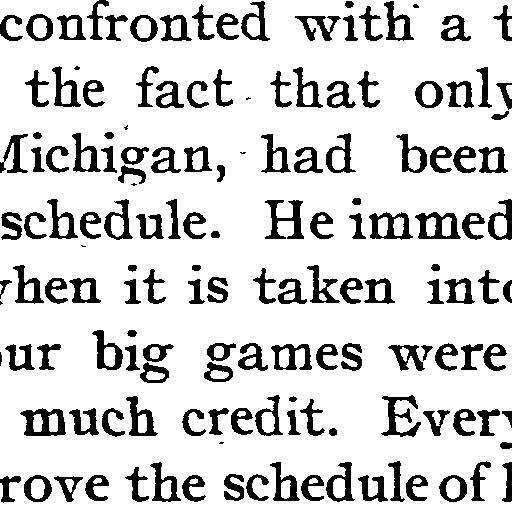 confronted with a t
the fact that only
Michigan, had been
schedule. He immed
when it is taken into
our big games were
much credit. Every
rove the schedule of